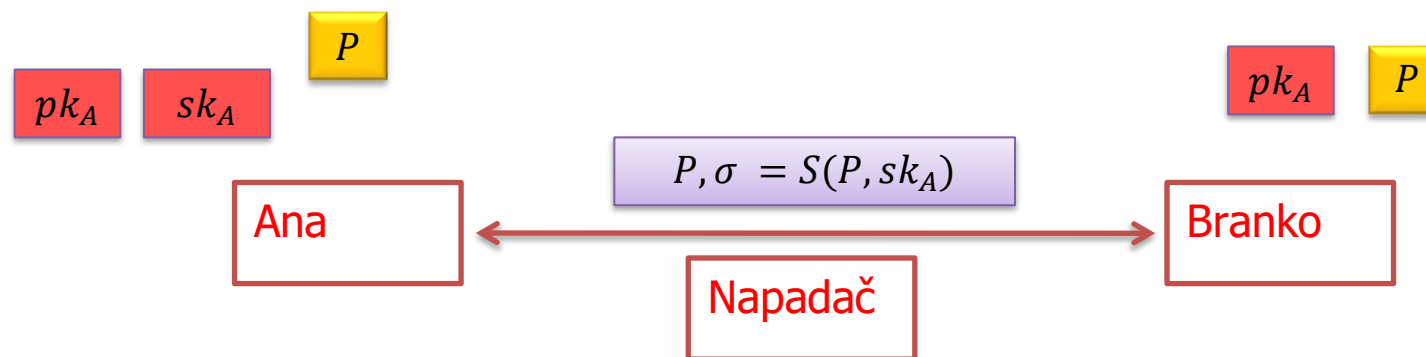 P
pk_A sk_A
pk_A P
P, σ = S(P, sk_A)
Ana
Branko
Napadač